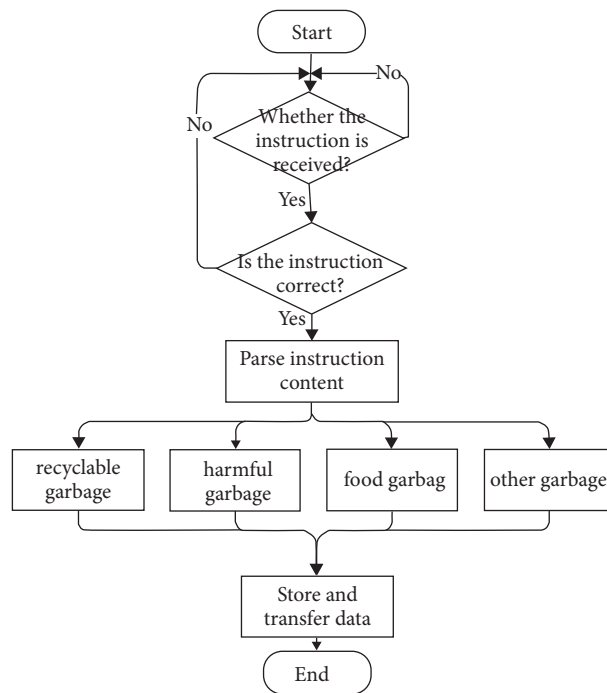 Start
No
No
Whether the
instruction is
received?
Yes
Is the instruction
correct?
Yes
Parse instruction
content
recyclable
garbage
harmful
garbage
food garbag
other garbage
Store and
transfer data
End